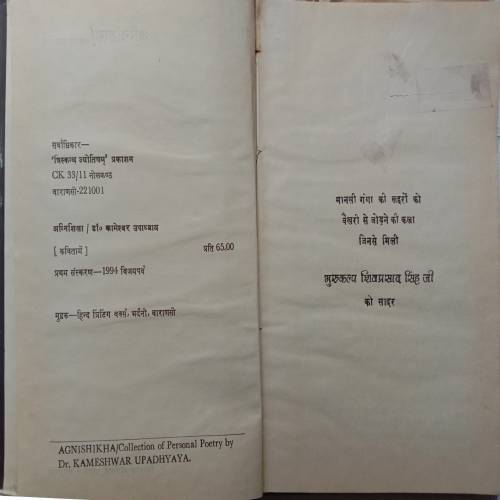 सर्वाधिकार—
'त्रिस्कन्ध ज्योतिषम्' प्रकाशन
CK 33/11 नीलकण्ठ
वाराणसी-221001
अग्निशिखा / डॉ० कामेश्वर उपाध्याय
[ कवितायें ] प्रति 65.00
प्रथम संस्करण—1994 विजयपर्व
मुद्रक—हिन्द प्रिंटिंग वर्क्स, भदैनी, वाराणसी
AGNISHIKHA/Collection of Personal Poetry by
Dr. KAMESHWAR UPADHYAYA.
मानसी गंगा की लहरों को
वैखरी से जोड़ने की कला
जिनसे मिली
गुरुकल्प शिवप्रसाद सिंह जी
को सादर